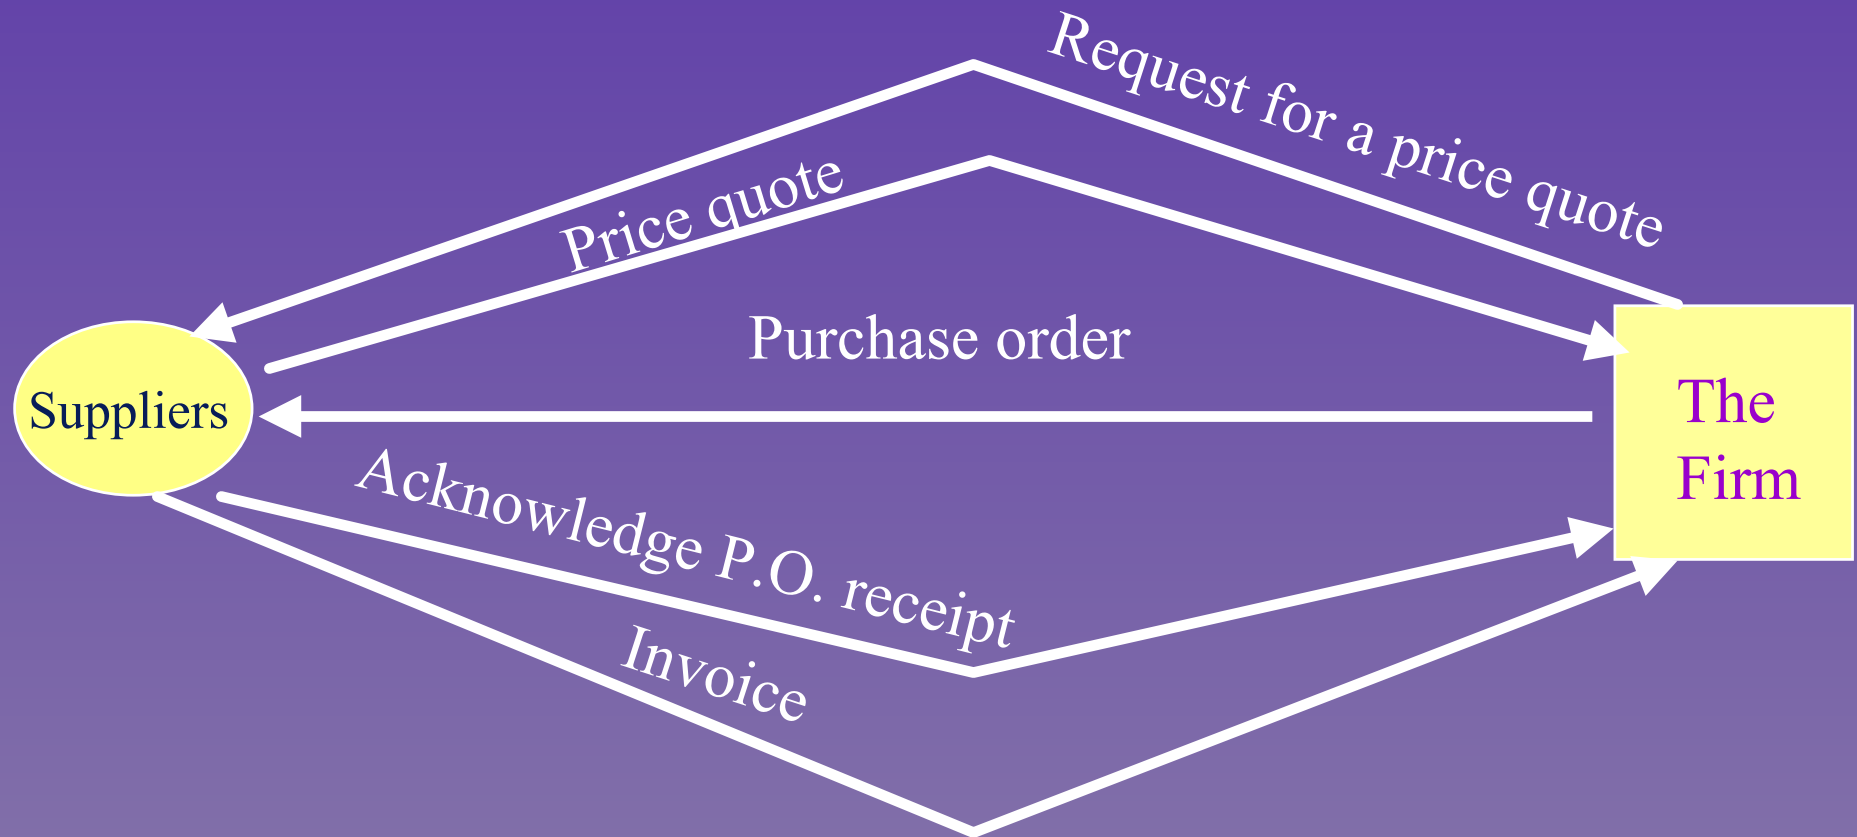 Request for a price quote
Price quote
Purchase order
Suppliers
The
Firm
Acknowledge P.O. receipt
Invoice